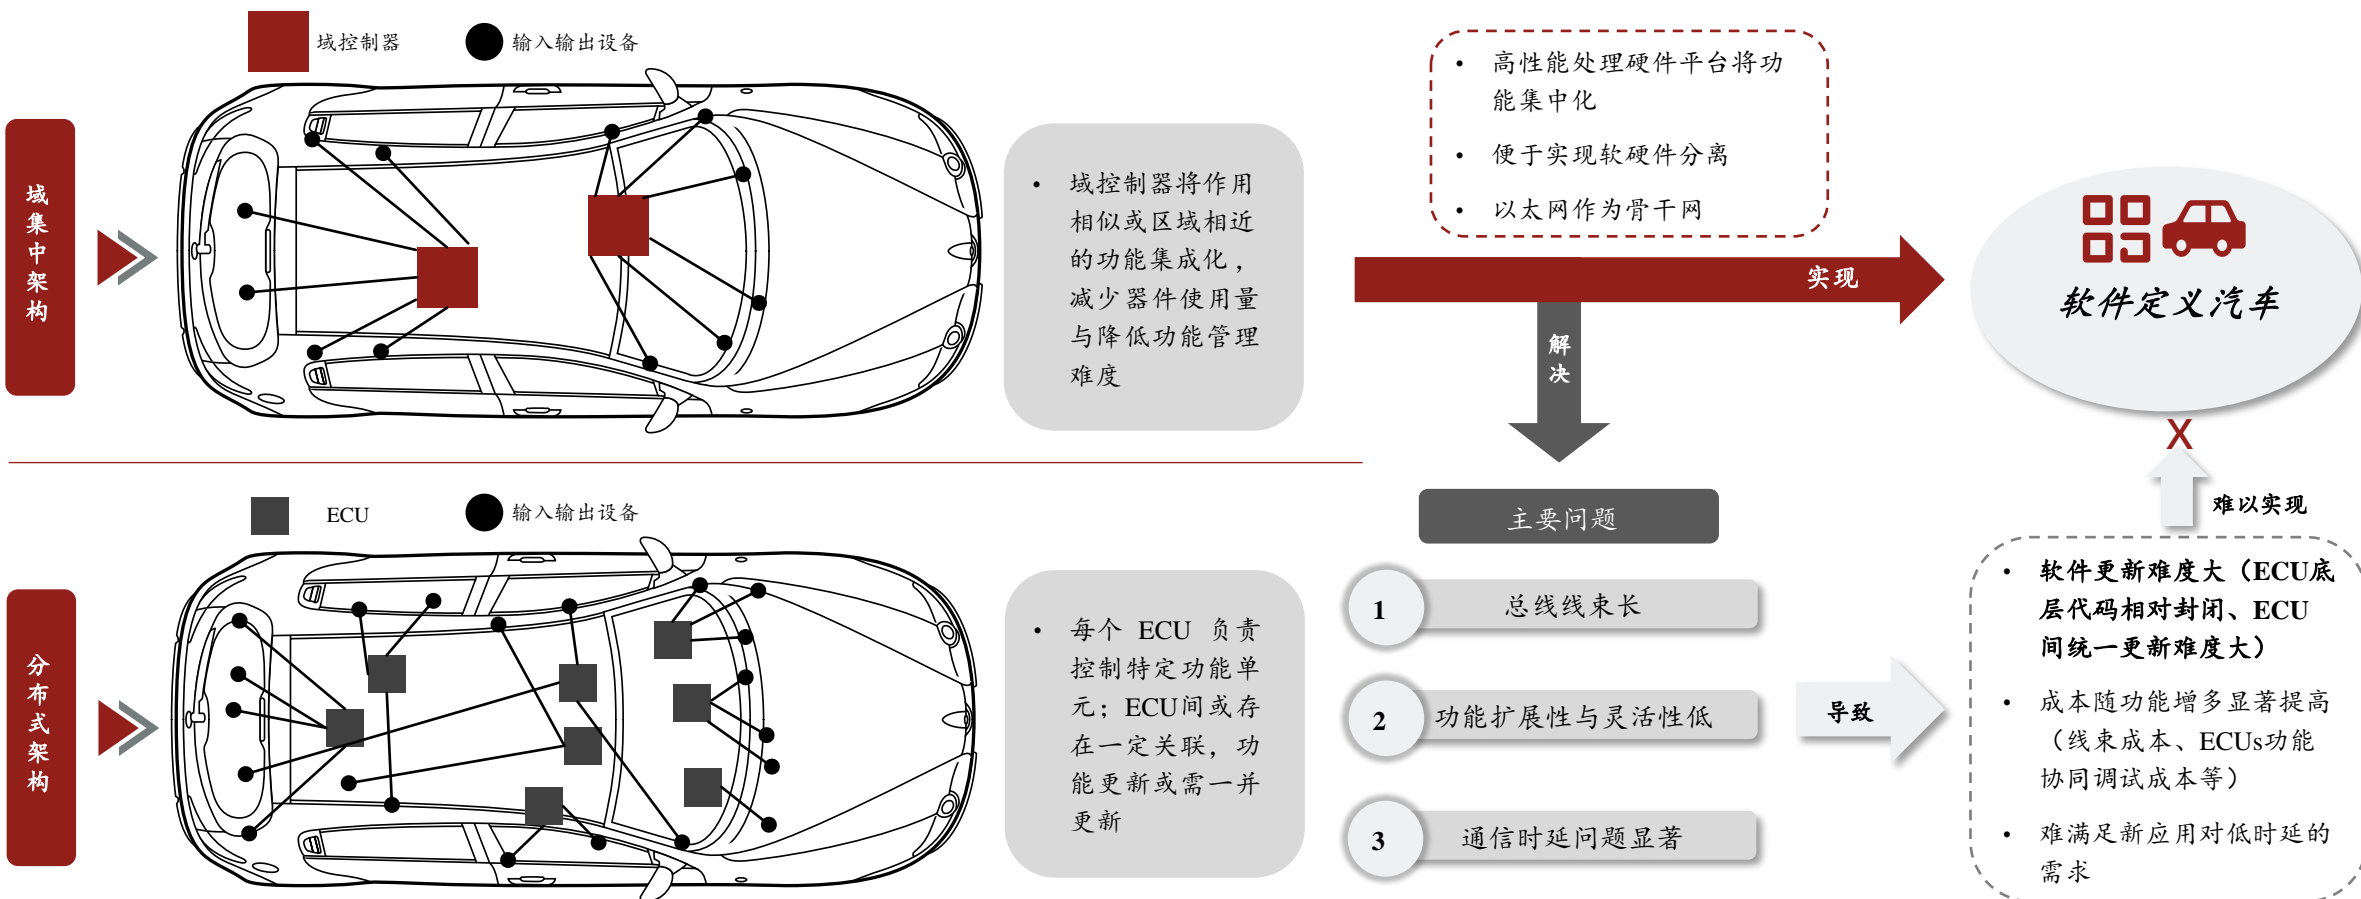 域控制器
输入输出设备
域集中架构
• 域控制器将作用
相似或区域相近
的功能集成化，
减少器件使用量
与降低功能管理
难度
• 高性能处理硬件平台将功
能集中化
• 便于实现软硬件分离
• 以太网作为骨干网
实现
解决
软件定义汽车
X
难以实现
ECU
输入输出设备
分布式架构
• 每个 ECU 负责
控制特定功能单
元；ECU间或存
在一定关联，功
能更新或需一并
更新
主要问题
1 总线线束长
2 功能扩展性与灵活性低
3 通信时延问题显著
导致
• 软件更新难度大（ECU底
层代码相对封闭、ECU
间统一更新难度大）
• 成本随功能增多显著提高
（线束成本、ECUs功能
协同调试成本等）
• 难满足新应用对低时延的
需求